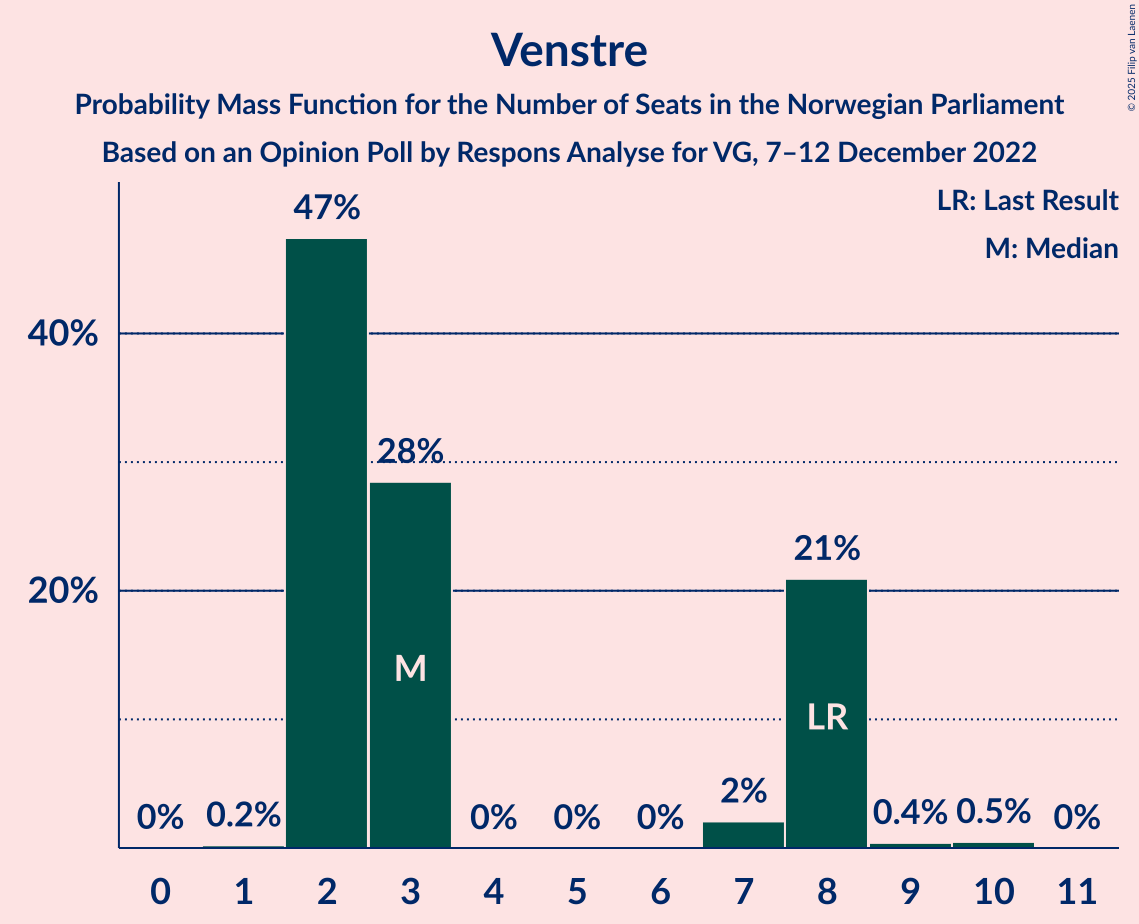 Venstre
Probability Mass Function for the Number of Seats in the Norwegian Parliament
Based on an Opinion Poll by Respons Analyse for VG, 7–12 December 2022
© 2025 Filip van Laenen
LR: Last Result
M: Median
47%
40%
28%
21%
20%
M
LR
0% 0.2% 0% 0% 0% 2% 0.4% 0.5% 0%
0 1 2 3 4 5 6 7 8 9 10 11